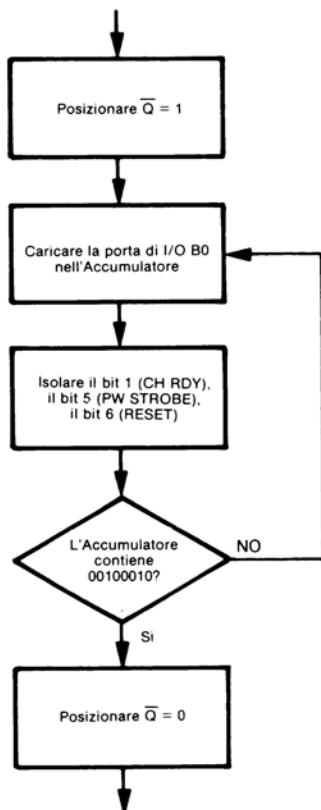 Posizionare Q̅ = 1
Caricare la porta di I/O B0
nell'Accumulatore
Isolare il bit 1 (CH RDY),
il bit 5 (PW STROBE),
il bit 6 (RESET)
L'Accumulatore
contiene
00100010?
NO
Sì
Posizionare Q̅ = 0